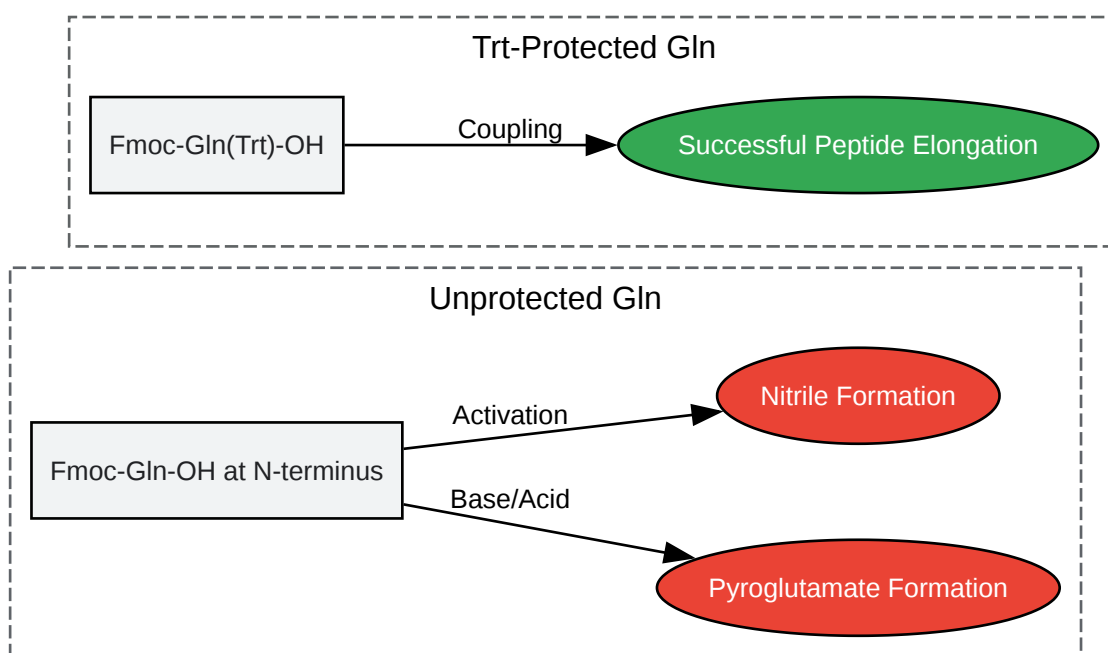 Trt-Protected Gln
Fmoc-Gln(Trt)-OH
Coupling
Successful Peptide Elongation
Unprotected Gln
Fmoc-Gln-OH at N-terminus
Activation
Nitrile Formation
Base/Acid
Pyroglutamate Formation